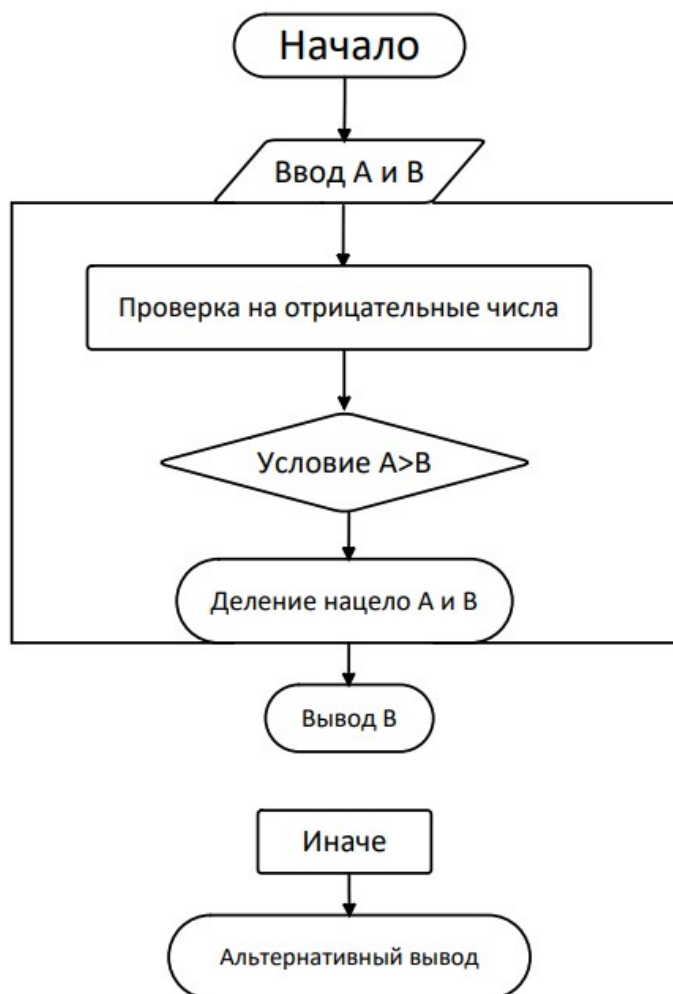 Начало
Ввод А и В
Проверка на отрицательные числа
Условие А>В
Деление нацело А и В
Вывод В
Иначе
Альтернативный вывод